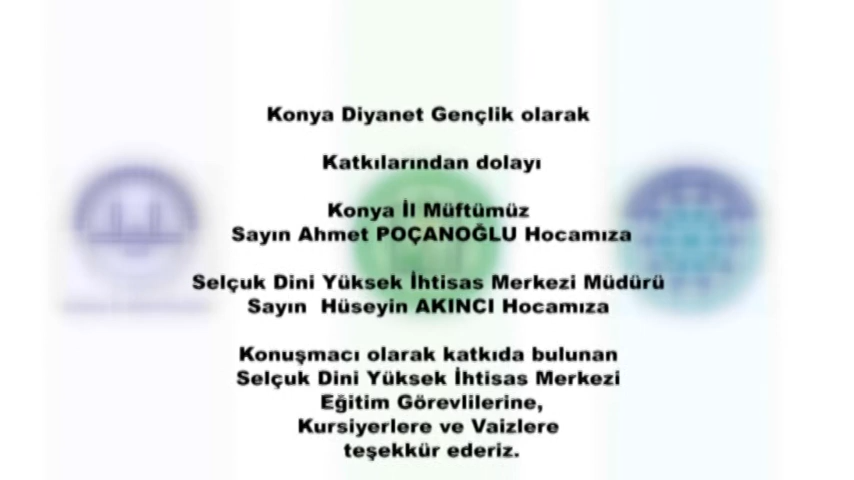 Konya Diyanet Gençlik olarak
Katkılarından dolayı
Konya İl Müftümüz
Sayın Ahmet POÇANOĞLU Hocamıza
Selçuk Dini Yüksek İhtisas Merkezi Müdürü
Sayın Hüseyin AKINCI Hocamıza
Konuşmacı olarak katkıda bulunan
Selçuk Dini Yüksek İhtisas Merkezi
Eğitim Görevlilerine,
Kursiyerlere ve Vaizlere
teşekkür ederiz.